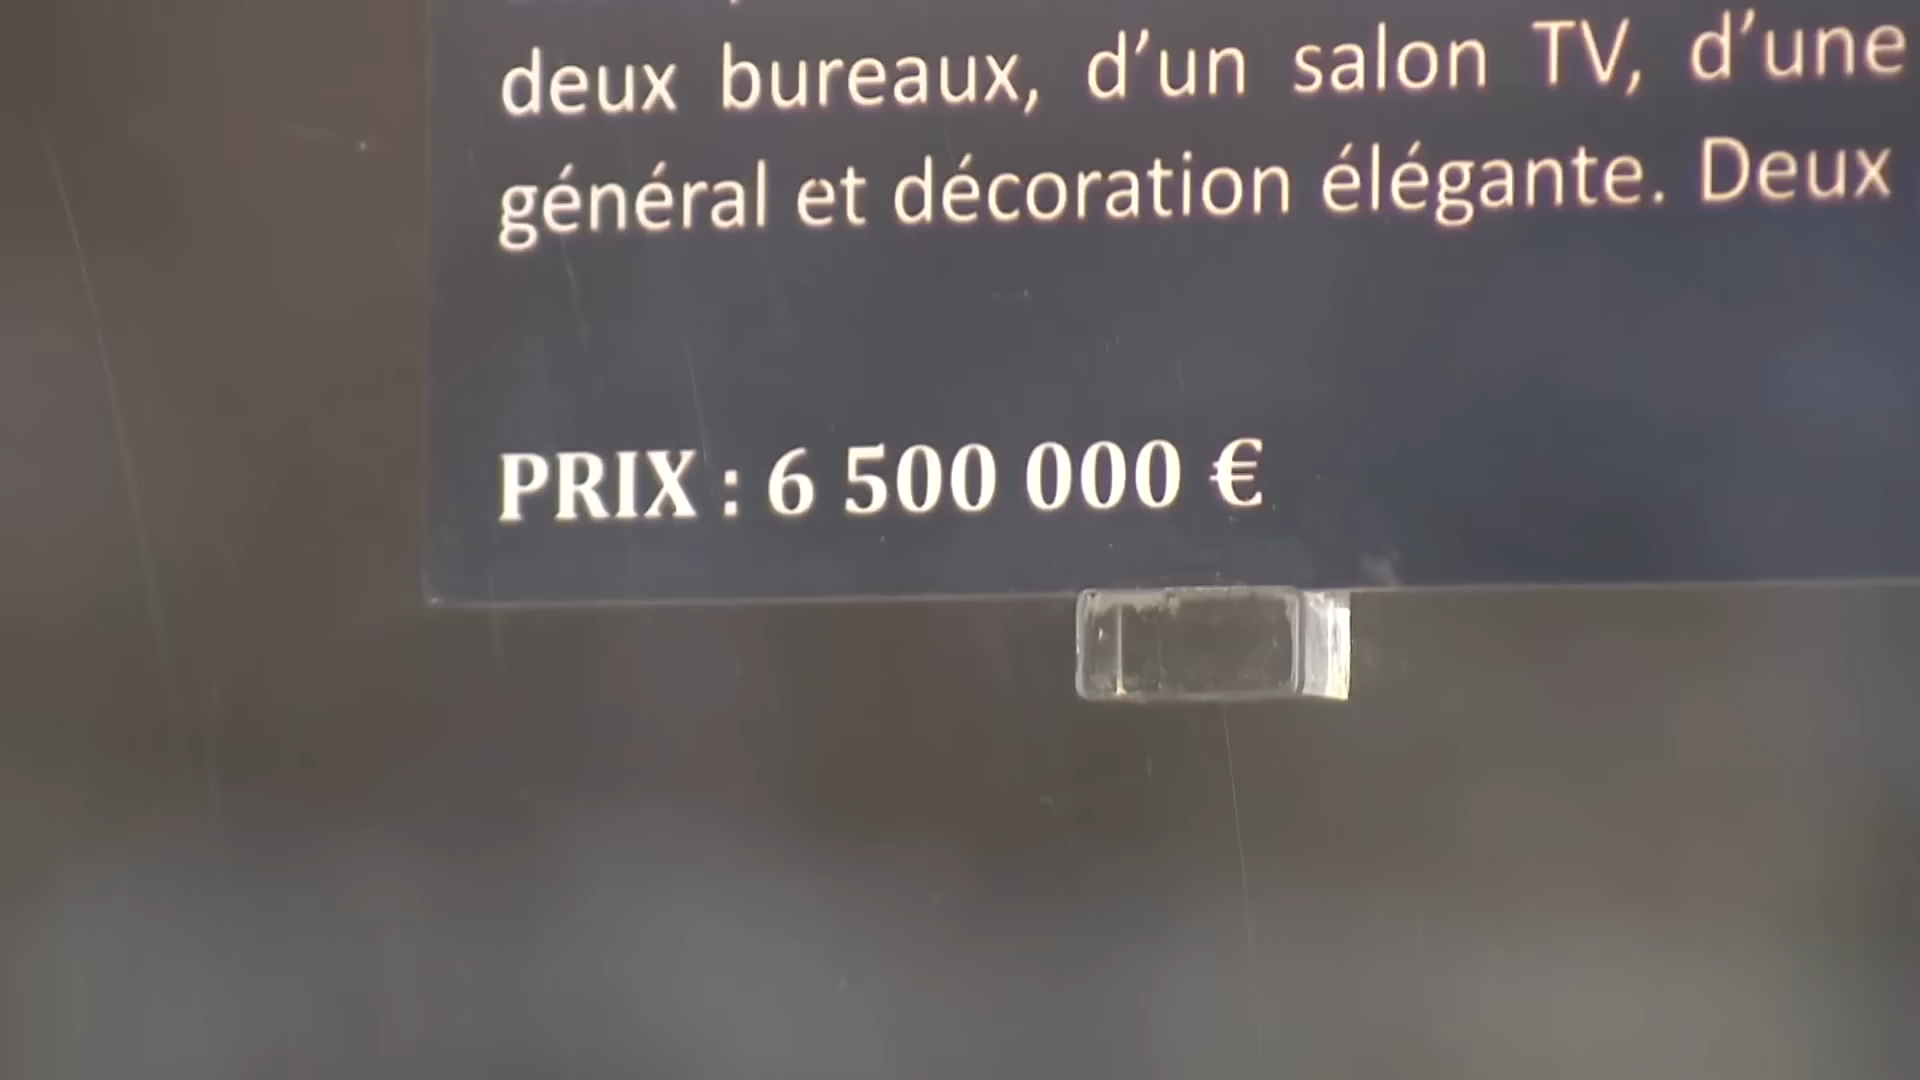 deux bureaux, d’un salon TV, d’une
général et décoration élégante. Deux
PRIX : 6 500 000 €